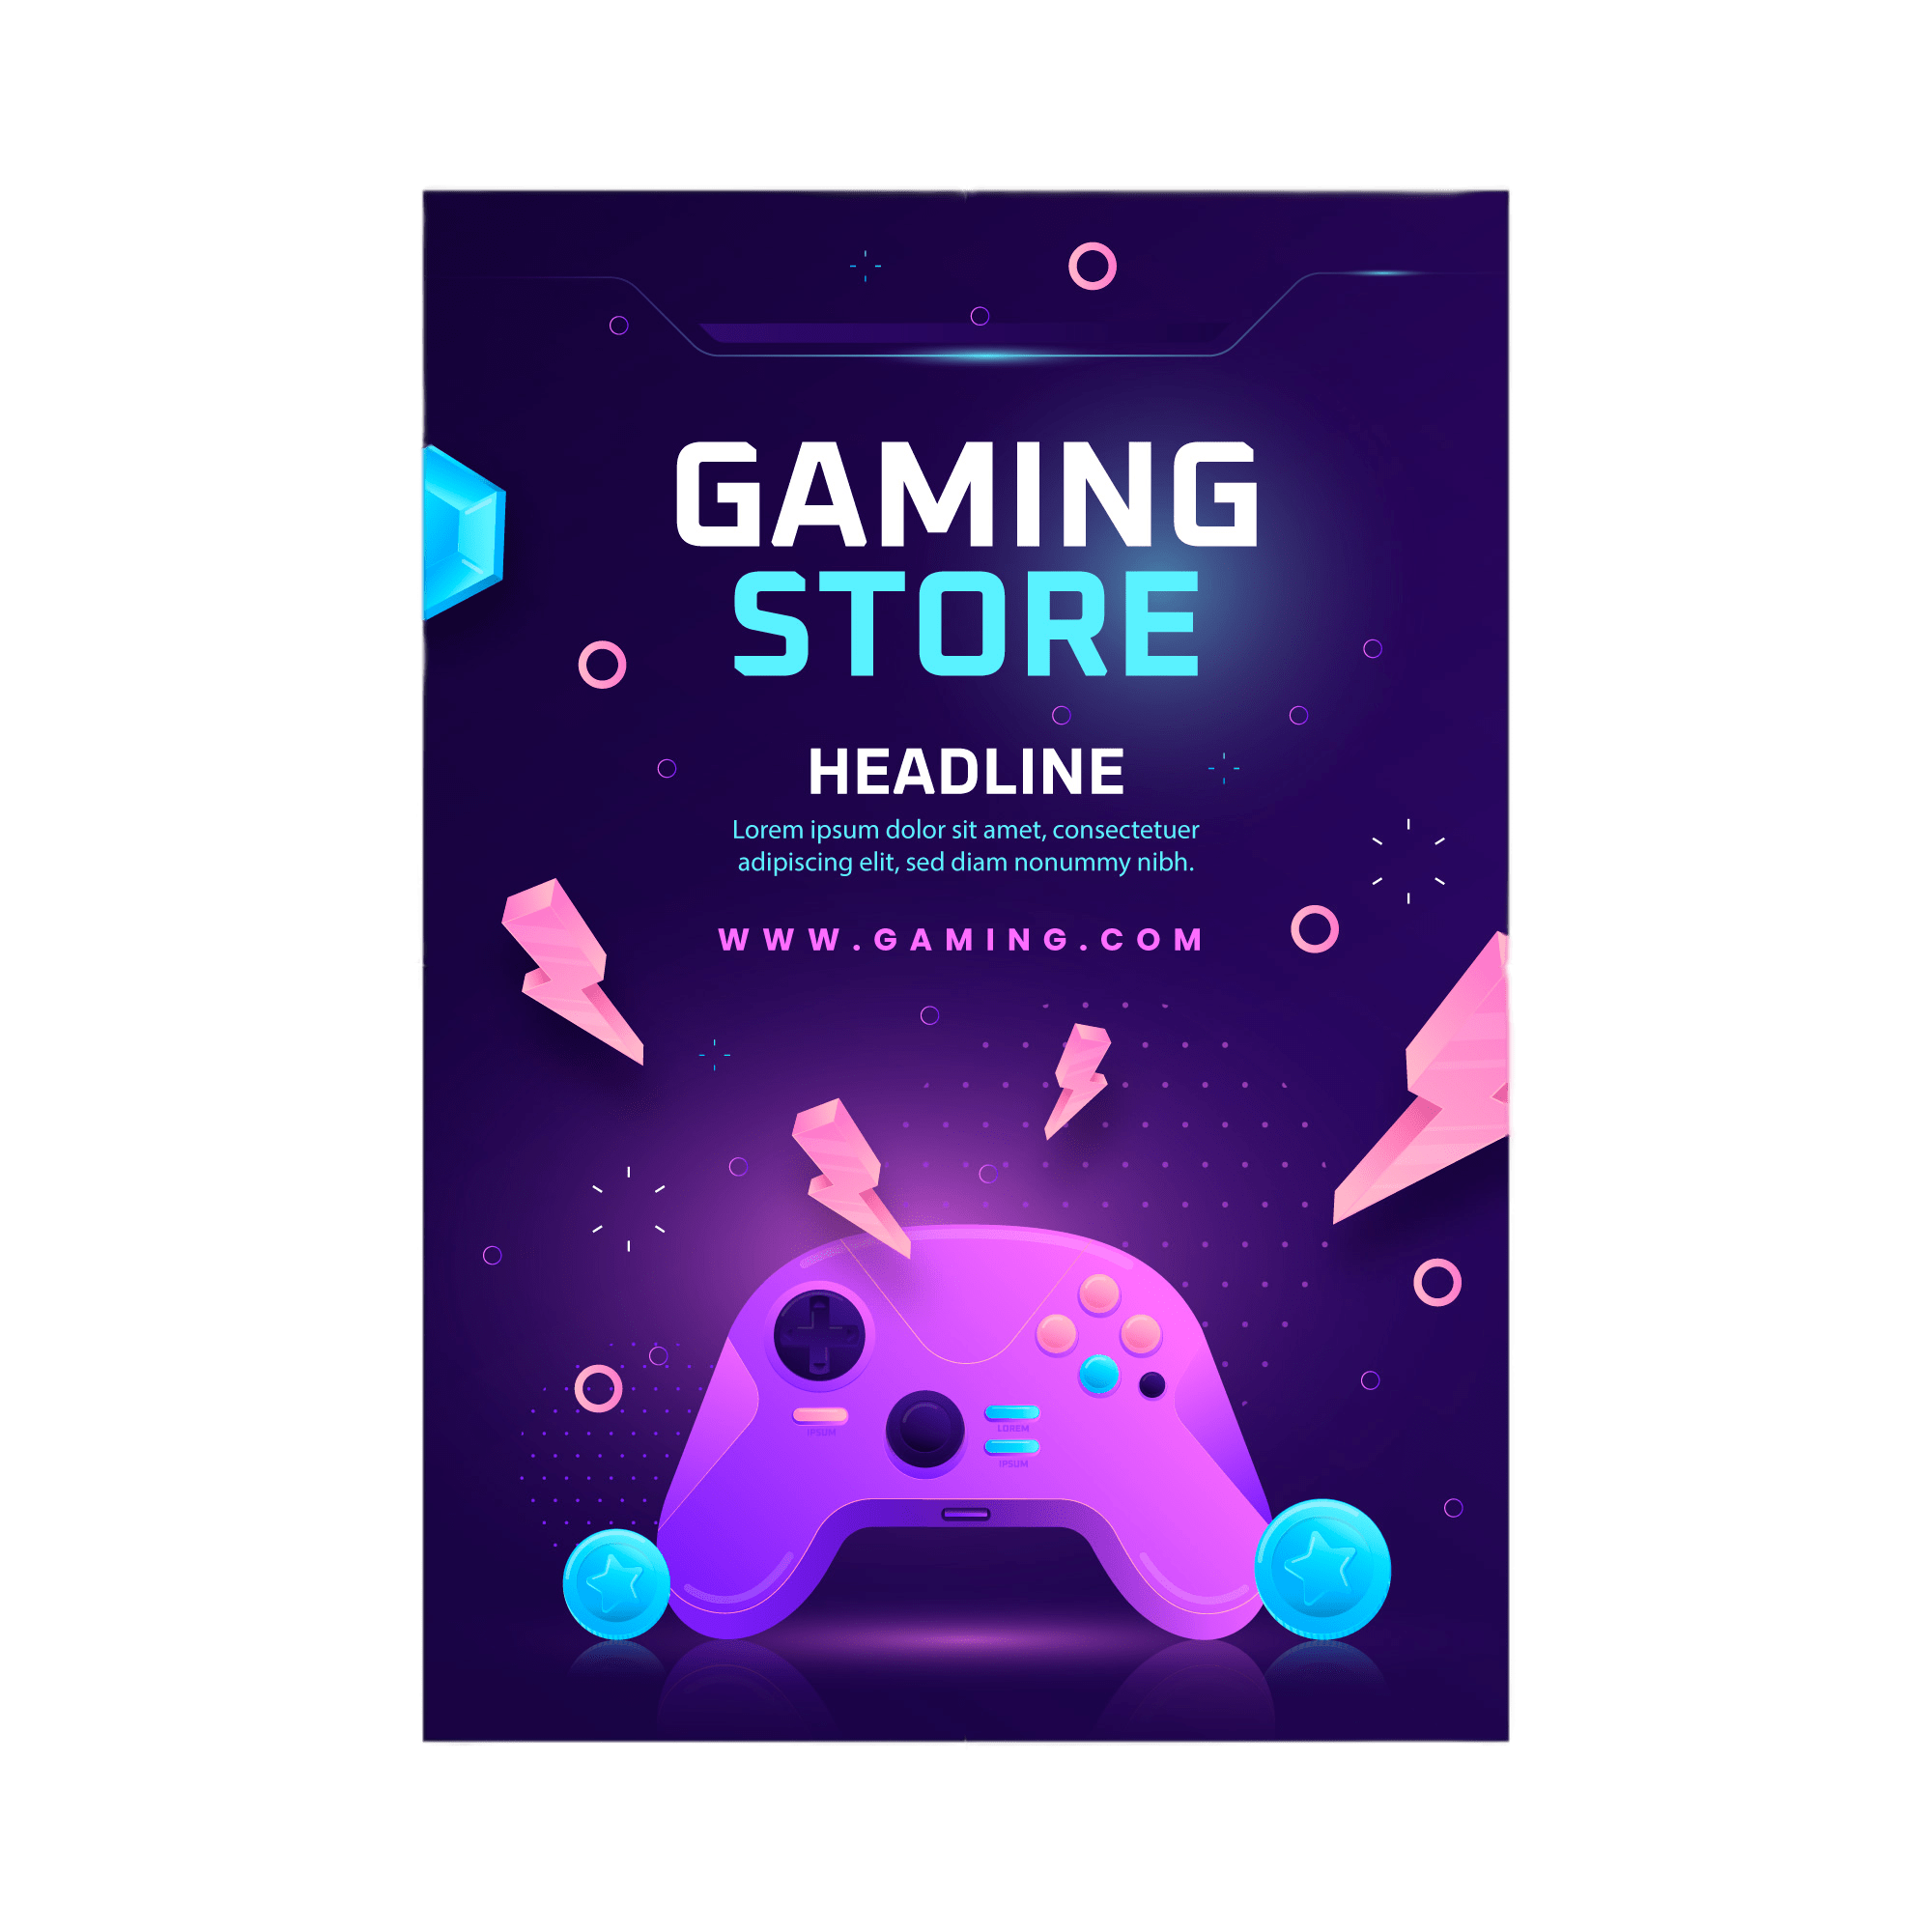 GAMING
STORE
HEADLINE
Lorem ipsum dolor sit amet, consectetuer
adipiscing elit, sed diam nonummy nibh.
WWW.GAMING.COM
IPSUM
LOREM
IPSUM